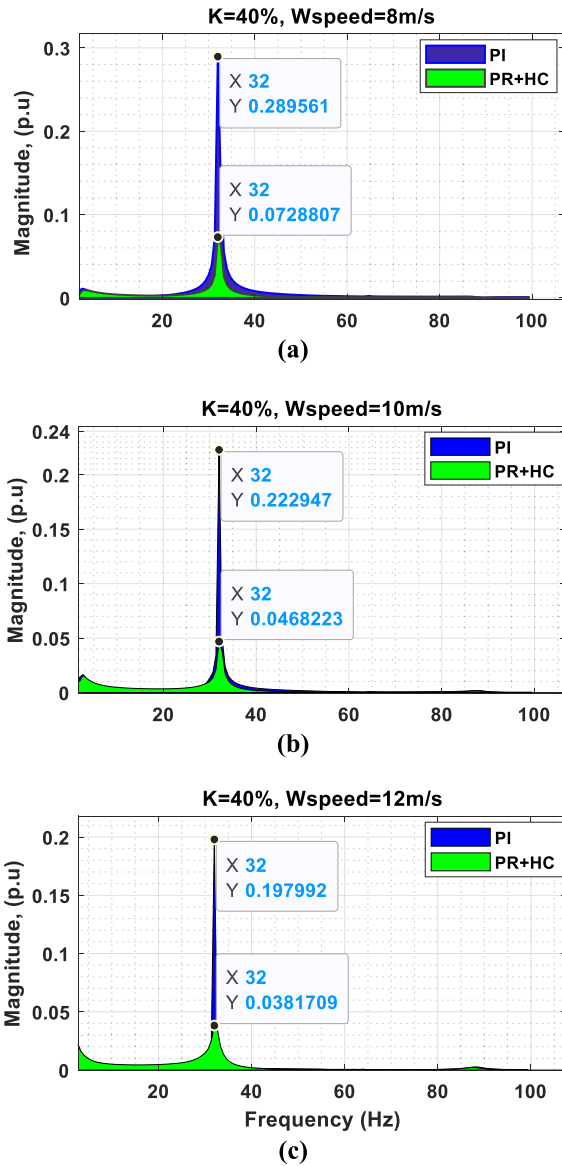 K=40%, Wspeed=8m/s
Magnitude, (p.u)
0.3
0.2
0.1
0
PI
PR+HC
X 32
Y 0.289561
X 32
Y 0.0728807
20 40 60 80 100
(a)
K=40%, Wspeed=10m/s
Magnitude, (p.u)
0.24
0.2
0.15
0.1
0.05
0
PI
PR+HC
X 32
Y 0.222947
X 32
Y 0.0468223
20 40 60 80 100
(b)
K=40%, Wspeed=12m/s
Magnitude, (p.u)
0.2
0.15
0.1
0.05
0
PI
PR+HC
X 32
Y 0.197992
X 32
Y 0.0381709
20 40 60 80 100
Frequency (Hz)
(c)